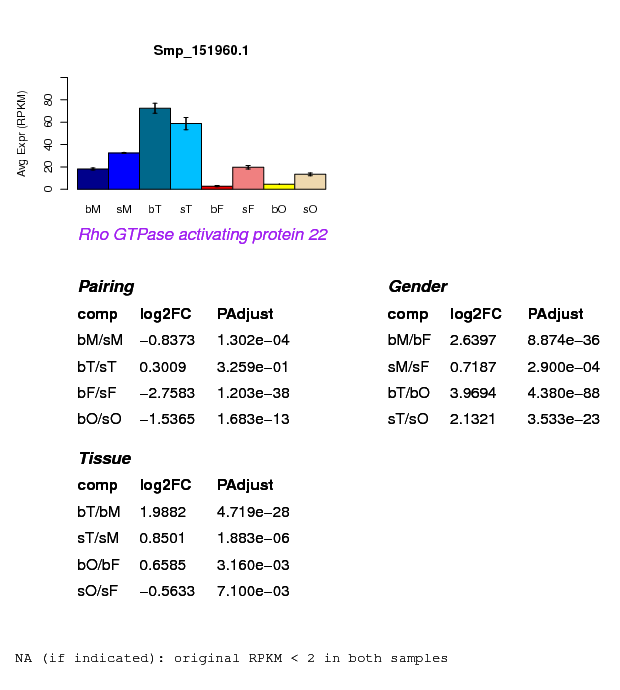 Smp_151960.1
Avg Expr (RPKM)
80
60
40
20
0
bM sM bT sT bF sF bO sO
Rho GTPase activating protein 22
Pairing
comp log2FC PAdjust
bM/sM −0.8373 1.302e−04
bT/sT 0.3009 3.259e−01
bF/sF −2.7583 1.203e−38
bO/sO −1.5365 1.683e−13
Gender
comp log2FC PAdjust
bM/bF 2.6397 8.874e−36
sM/sF 0.7187 2.900e−04
bT/bO 3.9694 4.380e−88
sT/sO 2.1321 3.533e−23
Tissue
comp log2FC PAdjust
bT/bM 1.9882 4.719e−28
sT/sM 0.8501 1.883e−06
bO/bF 0.6585 3.160e−03
sO/sF −0.5633 7.100e−03
NA (if indicated): original RPKM < 2 in both samples